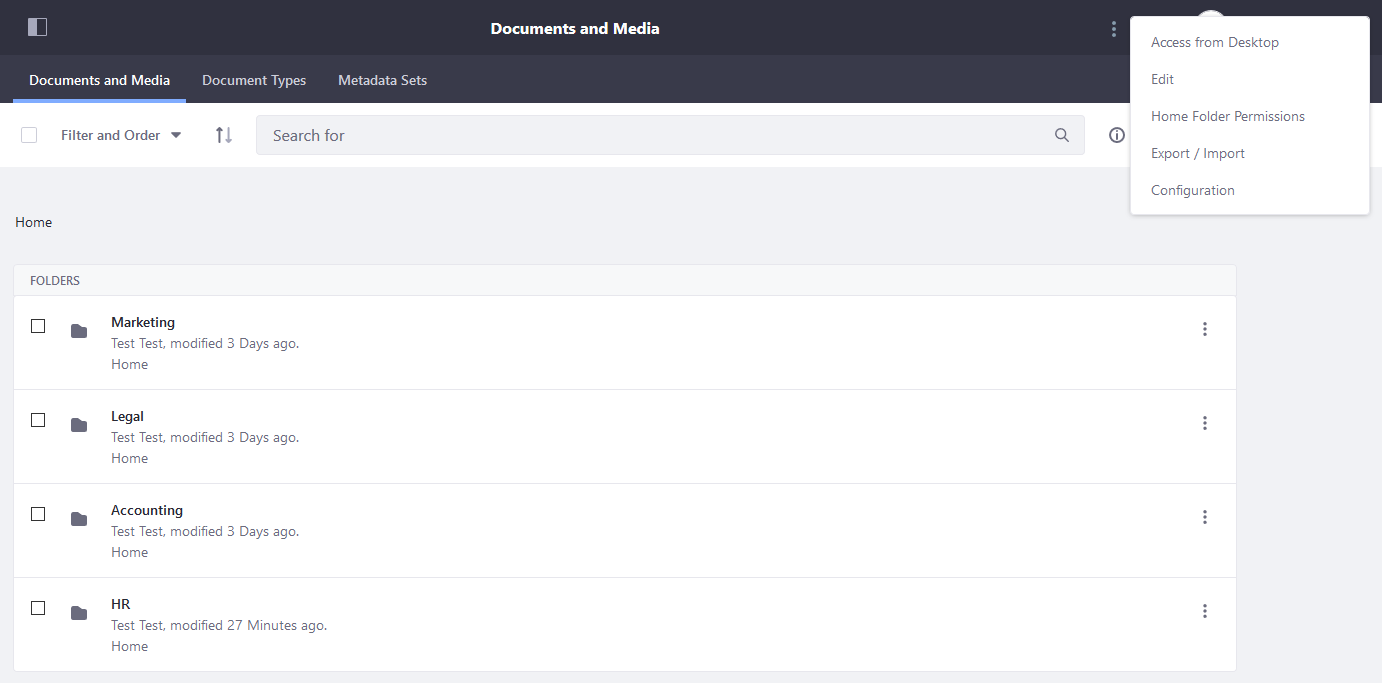 Documents and Media
Access from Desktop
Edit
Home Folder Permissions
Export / Import
Configuration
Documents and Media
Document Types
Metadata Sets
Filter and Order
Search for
Home
FOLDERS
Marketing
Test Test, modified 3 Days ago.
Home
Legal
Test Test, modified 3 Days ago.
Home
Accounting
Test Test, modified 3 Days ago.
Home
HR
Test Test, modified 27 Minutes ago.
Home